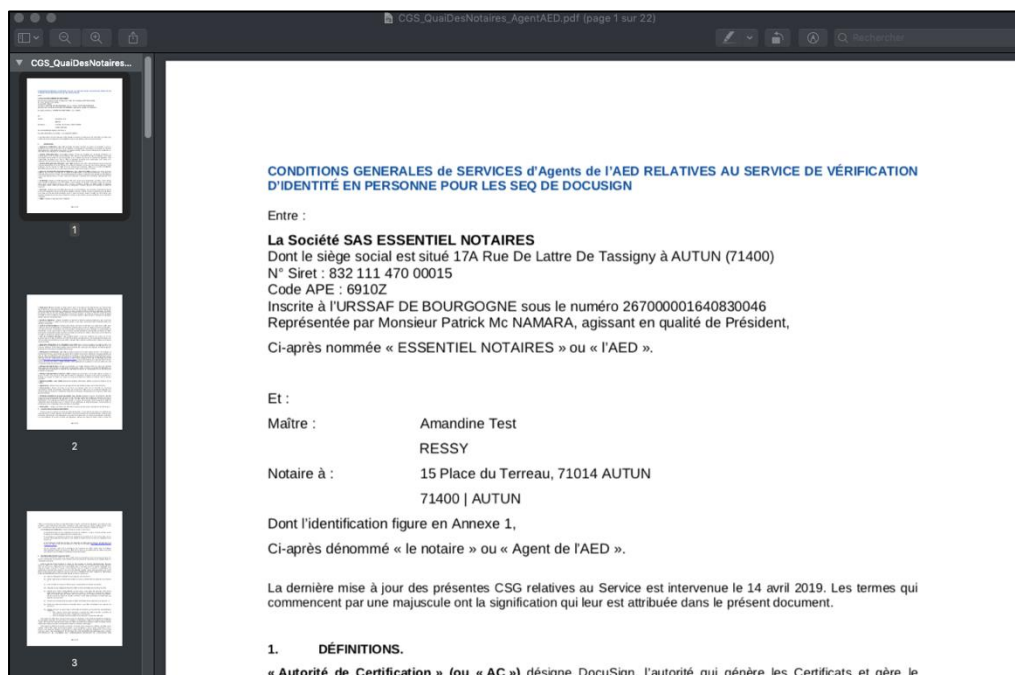 CGS_QuaiDesNotaires_AgentAED.pdf (page 1 sur 22)
Rechercher
CGS_QuaiDesNotaires...
1
2
3
CONDITIONS GENERALES de SERVICES d'Agents de l'AED RELATIVES AU SERVICE DE VÉRIFICATION
D'IDENTITÉ EN PERSONNE POUR LES SEQ DE DOCUSIGN
Entre :
La Société SAS ESSENTIEL NOTAIRES
Dont le siège social est situé 17A Rue De Lattre De Tassigny à AUTUN (71400)
N° Siret : 832 111 470 00015
Code APE : 6910Z
Inscrite à l'URSSAF DE BOURGOGNE sous le numéro 267000001640830046
Représentée par Monsieur Patrick Mc NAMARA, agissant en qualité de Président,
Ci-après nommée « ESSENTIEL NOTAIRES » ou « l'AED ».
Et :
Maître : Amandine Test
RESSY
Notaire à : 15 Place du Terreau, 71014 AUTUN
71400 | AUTUN
Dont l'identification figure en Annexe 1,
Ci-après dénommé « le notaire » ou « Agent de l'AED ».
La dernière mise à jour des présentes CSG relatives au Service est intervenue le 14 avril 2019. Les termes qui
commencent par une majuscule ont la signification qui leur est attribuée dans le présent document.
1. DÉFINITIONS.
« Autorité de Certification » (ou « AC ») désigne DocuSign, l'autorité qui génère les Certificats et gère le